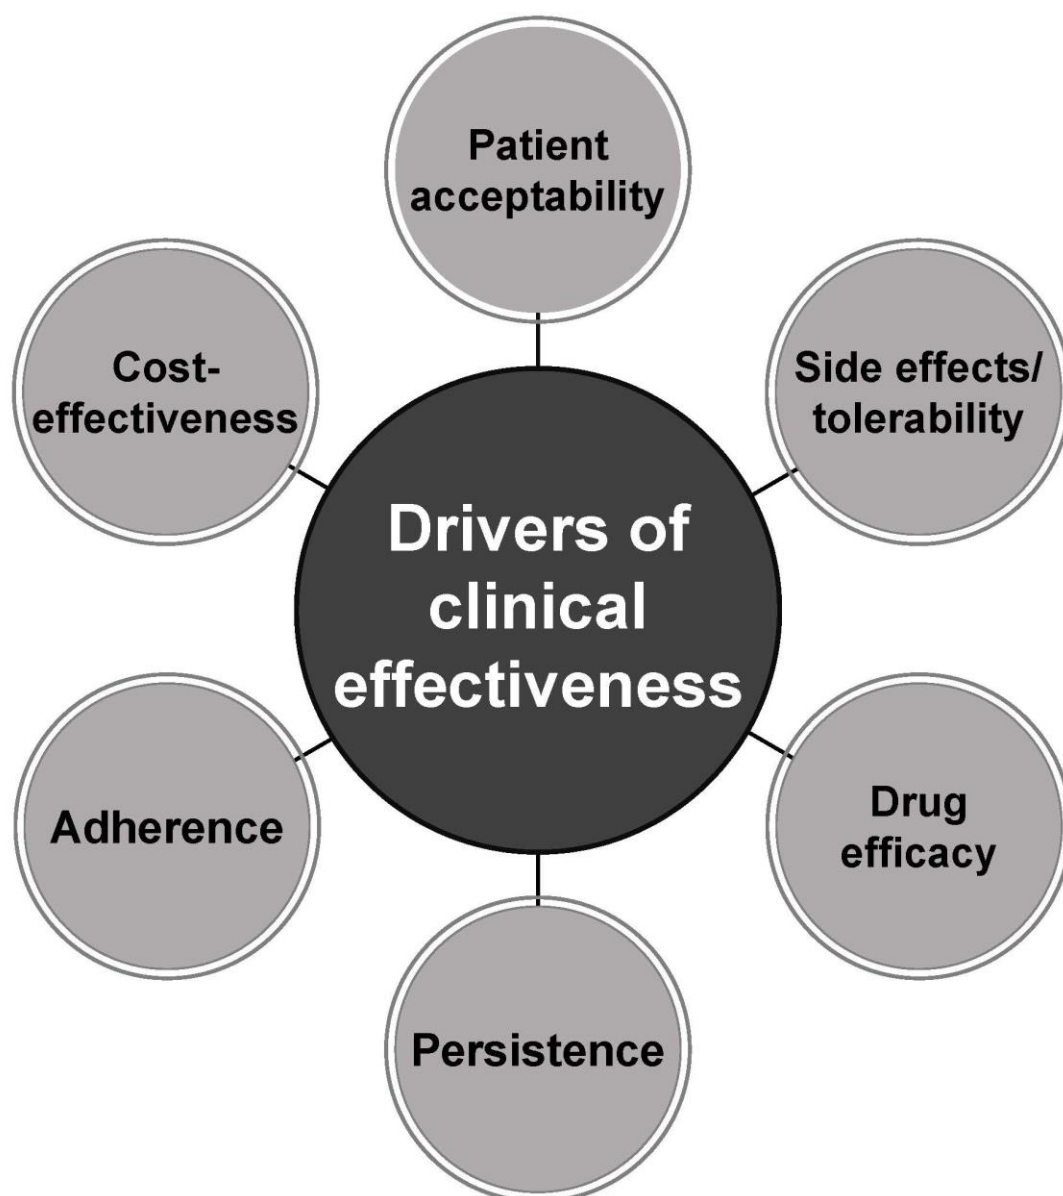 Patient
acceptability
Cost-
effectiveness
Side effects/
tolerability
Drivers of
clinical
effectiveness
Adherence
Drug
efficacy
Persistence